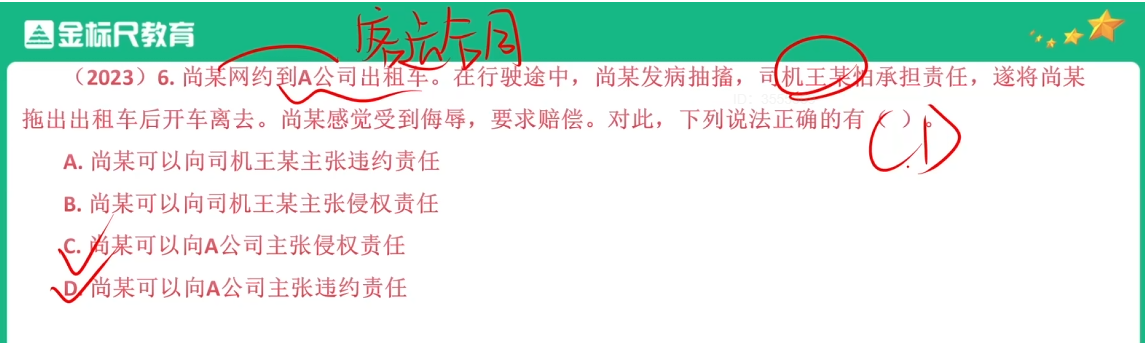 金标尺教育
客运合同
（2023）6. 尚某网约到A公司出租车。在行驶途中，尚某发病抽搐，司机王某怕承担责任，遂将尚某
拖出出租车后开车离去。尚某感觉受到侮辱，要求赔偿。对此，下列说法正确的有（ ）。
A. 尚某可以向司机王某主张违约责任
B. 尚某可以向司机王某主张侵权责任
C. 尚某可以向A公司主张侵权责任
D. 尚某可以向A公司主张违约责任